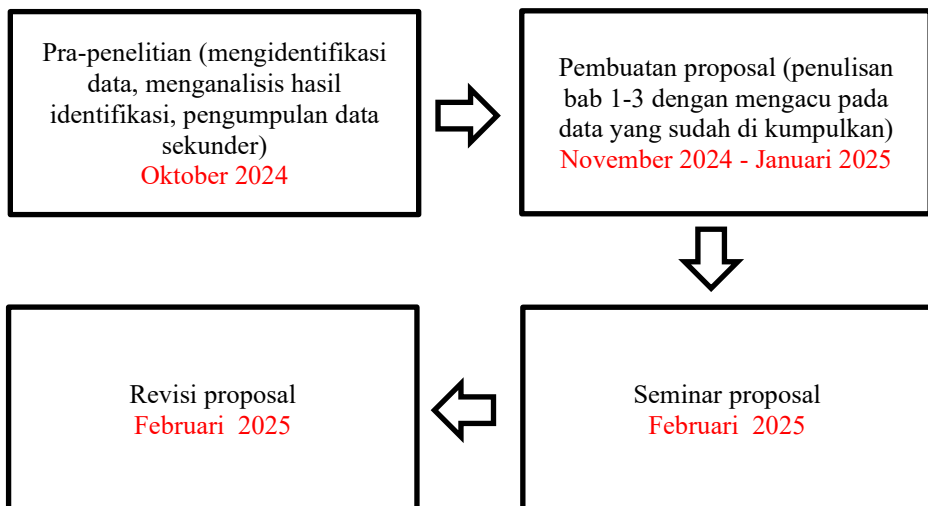 Pra-penelitian (mengidentifikasi
data, menganalisis hasil
identifikasi, pengumpulan data
sekunder)
Oktober 2024
Pembuatan proposal (penulisan
bab 1-3 dengan mengacu pada
data yang sudah di kumpulkan)
November 2024 - Januari 2025
Seminar proposal
Februari  2025
Revisi proposal
Februari  2025